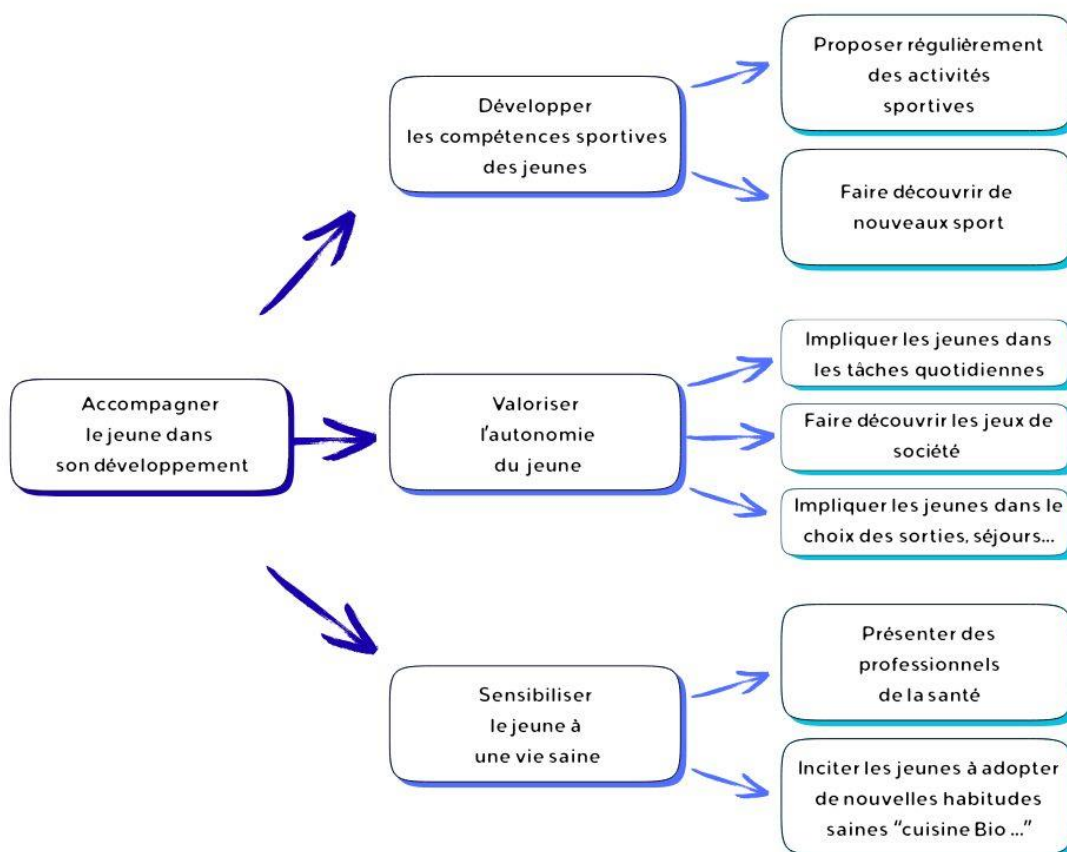 Accompagner
le jeune dans
son développement
Développer
les compétences sportives
des jeunes
Proposer régulièrement
des activités
sportives
Faire découvrir de
nouveaux sport
Valoriser
l'autonomie
du jeune
Impliquer les jeunes dans
les tâches quotidiennes
Faire découvrir les jeux de
société
Impliquer les jeunes dans le
choix des sorties, séjours...
Sensibiliser
le jeune à
une vie saine
Présenter des
professionnels
de la santé
Inciter les jeunes à adopter
de nouvelles habitudes
saines "cuisine Bio ..."